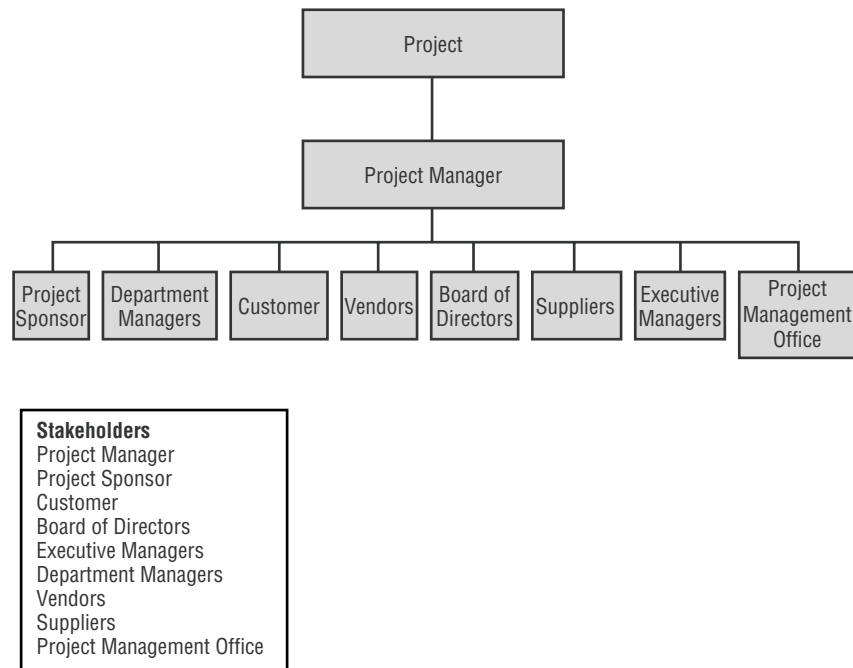 Project
Project Manager
Project
Sponsor
Department
Managers
Customer
Vendors
Board of
Directors
Suppliers
Executive
Managers
Project
Management
Office
Stakeholders
Project Manager
Project Sponsor
Customer
Board of Directors
Executive Managers
Department Managers
Vendors
Suppliers
Project Management Office